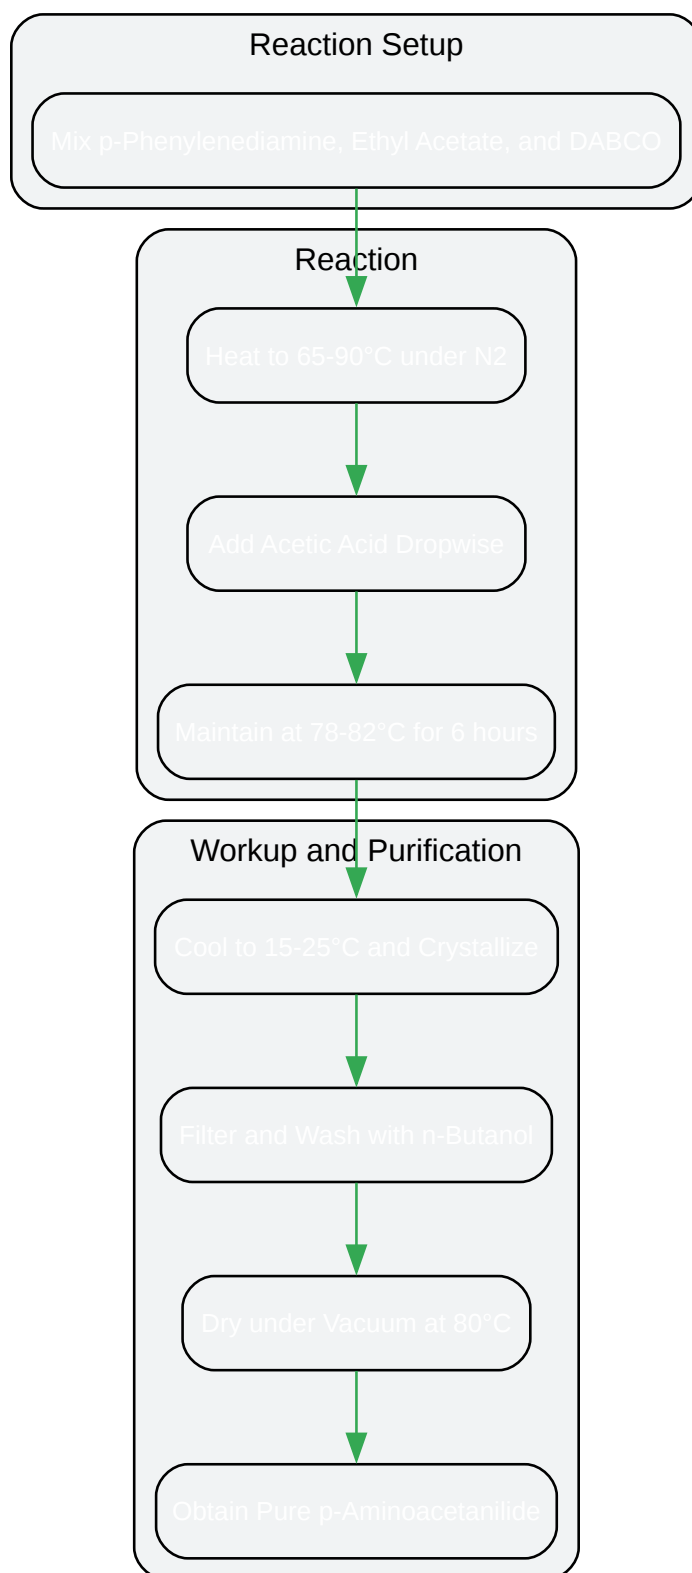 Reaction Setup
Mix p-Phenylenediamine, Ethyl Acetate, and DABCO
Reaction
Heat to 65-90°C under N2
Add Acetic Acid Dropwise
Maintain at 78-82°C for 6 hours
Workup and Purification
Cool to 15-25°C and Crystallize
Filter and Wash with n-Butanol
Dry under Vacuum at 80°C
Obtain Pure p-Aminoacetanilide